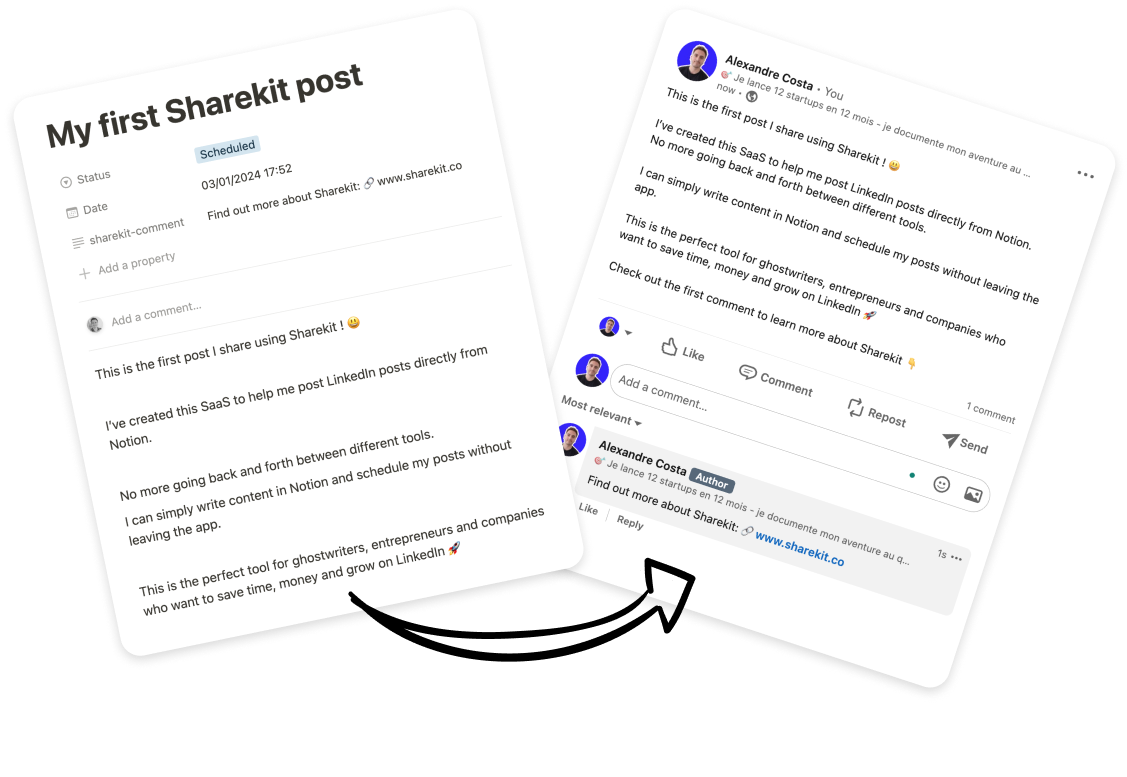 My first Sharekit post
Status
Scheduled
Date
03/01/2024 17:52
sharekit-comment
Find out more about Sharekit: 🔗 www.sharekit.co
Add a property
Add a comment...
This is the first post I share using Sharekit ! 😃
I've created this SaaS to help me post LinkedIn posts directly from
Notion.
No more going back and forth between different tools.
I can simply write content in Notion and schedule my posts without
leaving the app.
This is the perfect tool for ghostwriters, entrepreneurs and companies
who want to save time, money and grow on LinkedIn 🚀
Alexandre Costa • You
🎯 Je lance 12 startups en 12 mois - je documente mon aventure au ...
now •
This is the first post I share using Sharekit ! 😃
I've created this SaaS to help me post LinkedIn posts directly from Notion.
No more going back and forth between different tools.
I can simply write content in Notion and schedule my posts without leaving the
app.
This is the perfect tool for ghostwriters, entrepreneurs and companies who
want to save time, money and grow on LinkedIn 🚀
Check out the first comment to learn more about Sharekit 👇
1 comment
Like
Comment
Repost
Send
Add a comment...
Most relevant
Alexandre Costa Author
1s
🎯 Je lance 12 startups en 12 mois - je documente mon aventure au q...
Find out more about Sharekit: 🔗 www.sharekit.co
Like
Reply